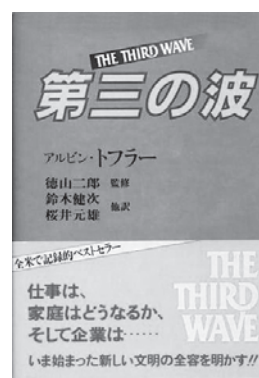 THE THIRD WAVE
第三の波
アルビン・トフラー
徳山二郎 監修
鈴木健次
桜井元雄 他訳
全米で記録的ベストセラー
THE
THIRD
WAVE
仕事は、
家庭はどうなるか、
そして企業は……
いま始まった新しい文明の全容を明かす!!